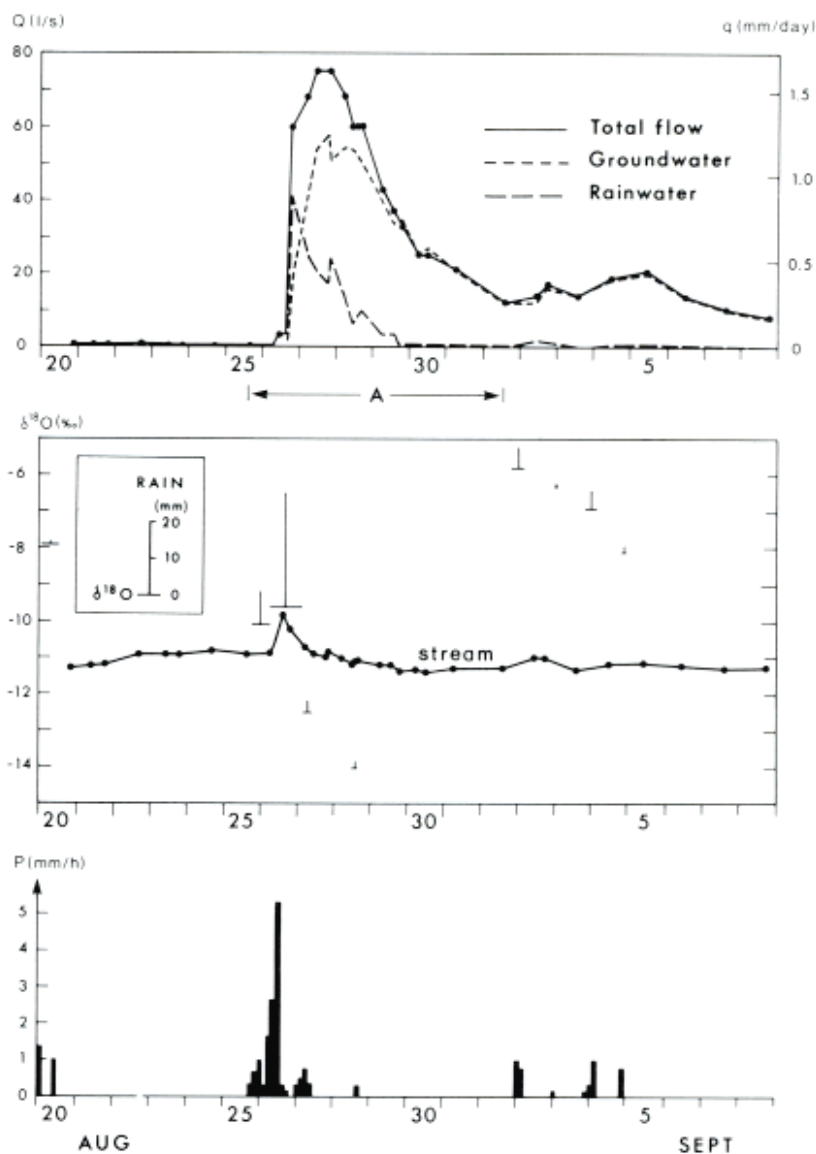 Q (l/s) q (mm/day)
80
60
40
20
0
1.5
1.0
0.5
0
Total flow
Groundwater
Rainwater
20 25 30 5
A
δ¹⁸O (‰)
-6
-8
-10
-12
-14
RAIN
(mm)
20
10
δ¹⁸O 0
stream
20 25 30 5
P (mm/h)
5
4
3
2
1
0
20 25 30 5
AUG SEPT